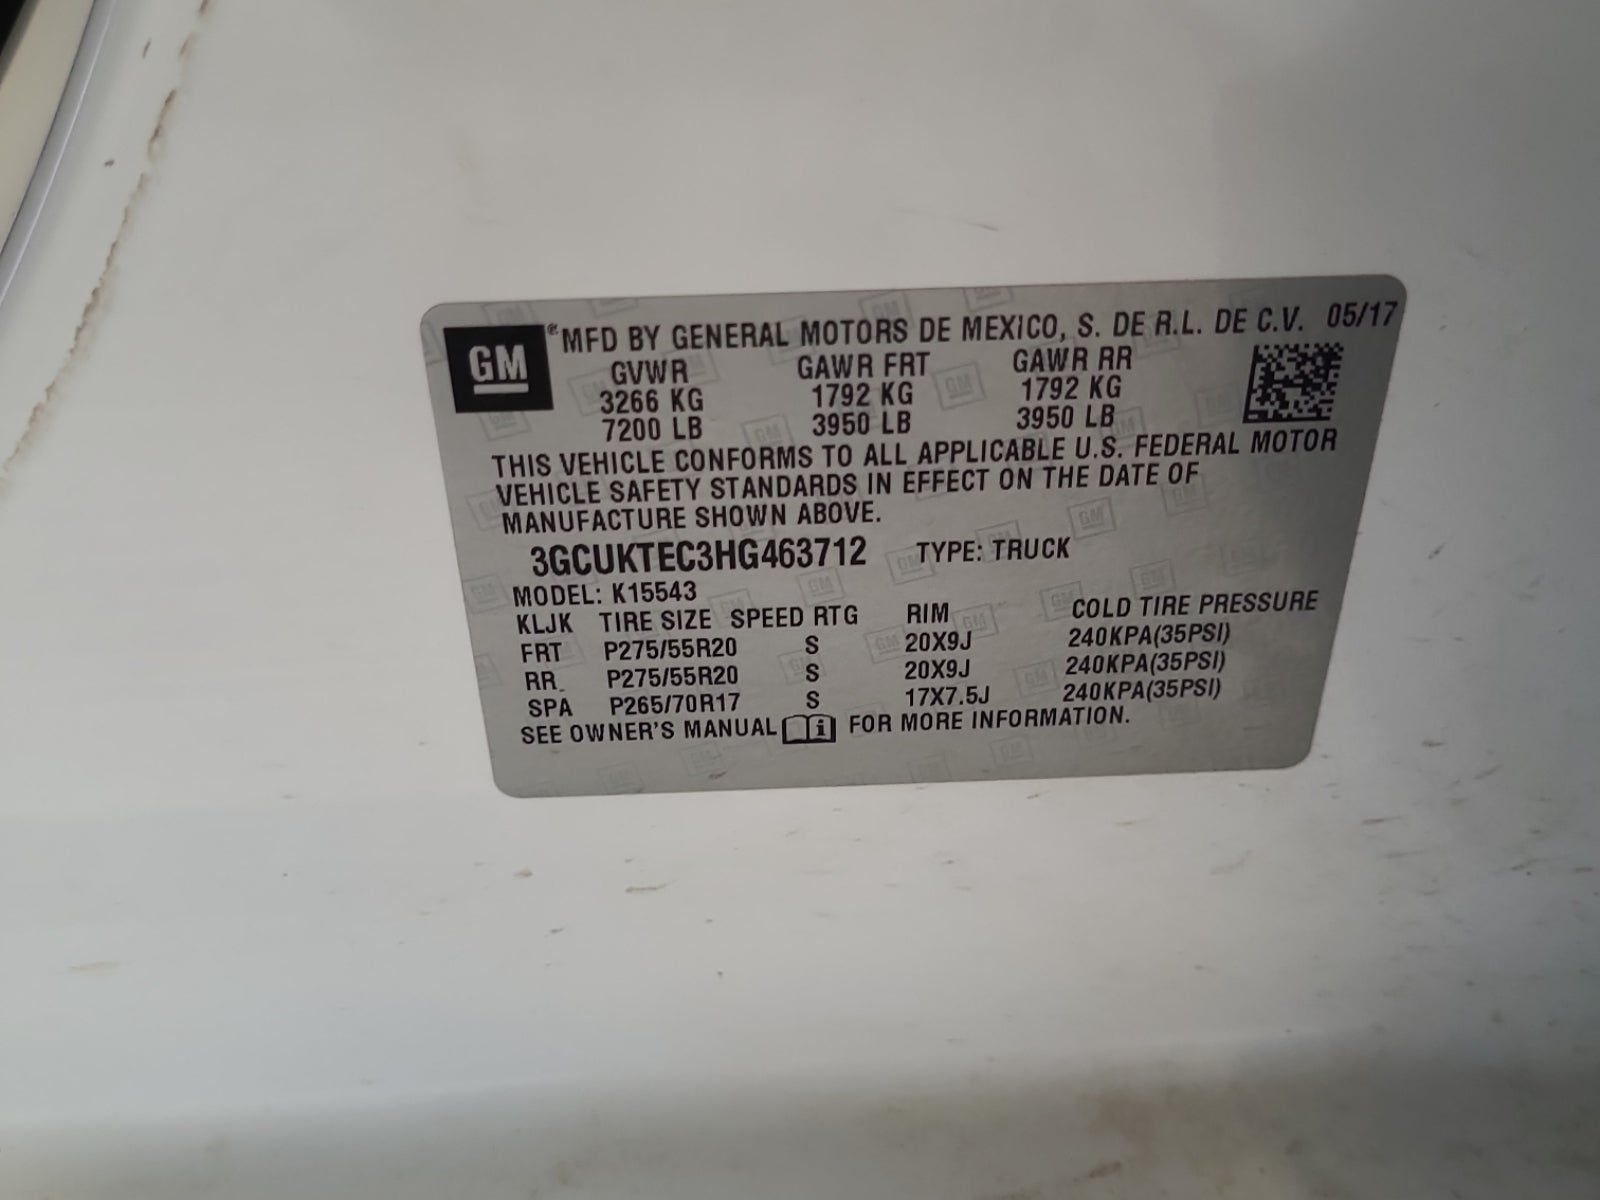 GM ® MFD BY GENERAL MOTORS DE MEXICO, S. DE R.L. DE C.V. 05/17
GVWR GAWR FRT GAWR RR
3266 KG 1792 KG 1792 KG
7200 LB 3950 LB 3950 LB
THIS VEHICLE CONFORMS TO ALL APPLICABLE U.S. FEDERAL MOTOR
VEHICLE SAFETY STANDARDS IN EFFECT ON THE DATE OF
MANUFACTURE SHOWN ABOVE.
3GCUKTEC3HG463712 TYPE: TRUCK
MODEL: K15543
KLJK TIRE SIZE SPEED RTG RIM COLD TIRE PRESSURE
FRT P275/55R20 S 20X9J 240KPA(35PSI)
RR P275/55R20 S 20X9J 240KPA(35PSI)
SPA P265/70R17 S 17X7.5J 240KPA(35PSI)
SEE OWNER'S MANUAL i FOR MORE INFORMATION.